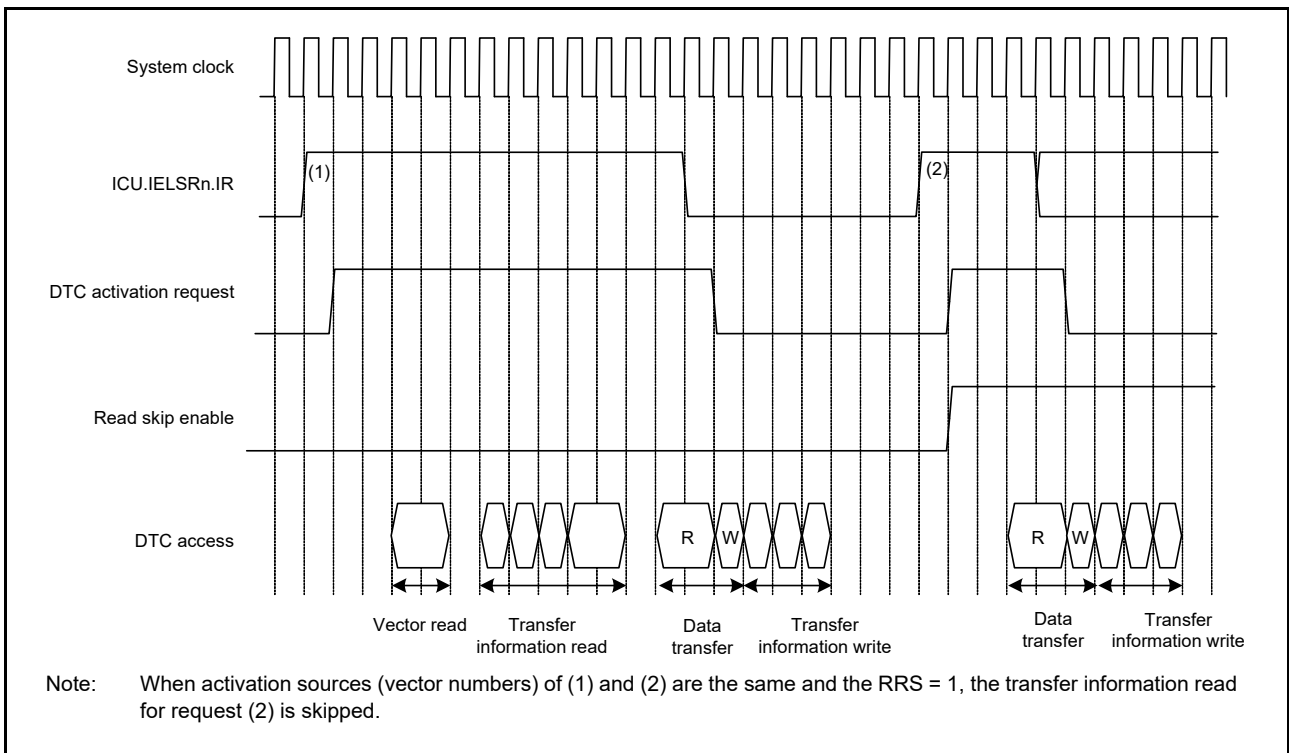 System clock
ICU.IELSRn.IR
(1)
(2)
DTC activation request
Read skip enable
DTC access
R
W
R
W
Vector read
Transfer
information read
Data
transfer
Transfer
information write
Data
transfer
Transfer
information write
Note: When activation sources (vector numbers) of (1) and (2) are the same and the RRS = 1, the transfer information read
for request (2) is skipped.